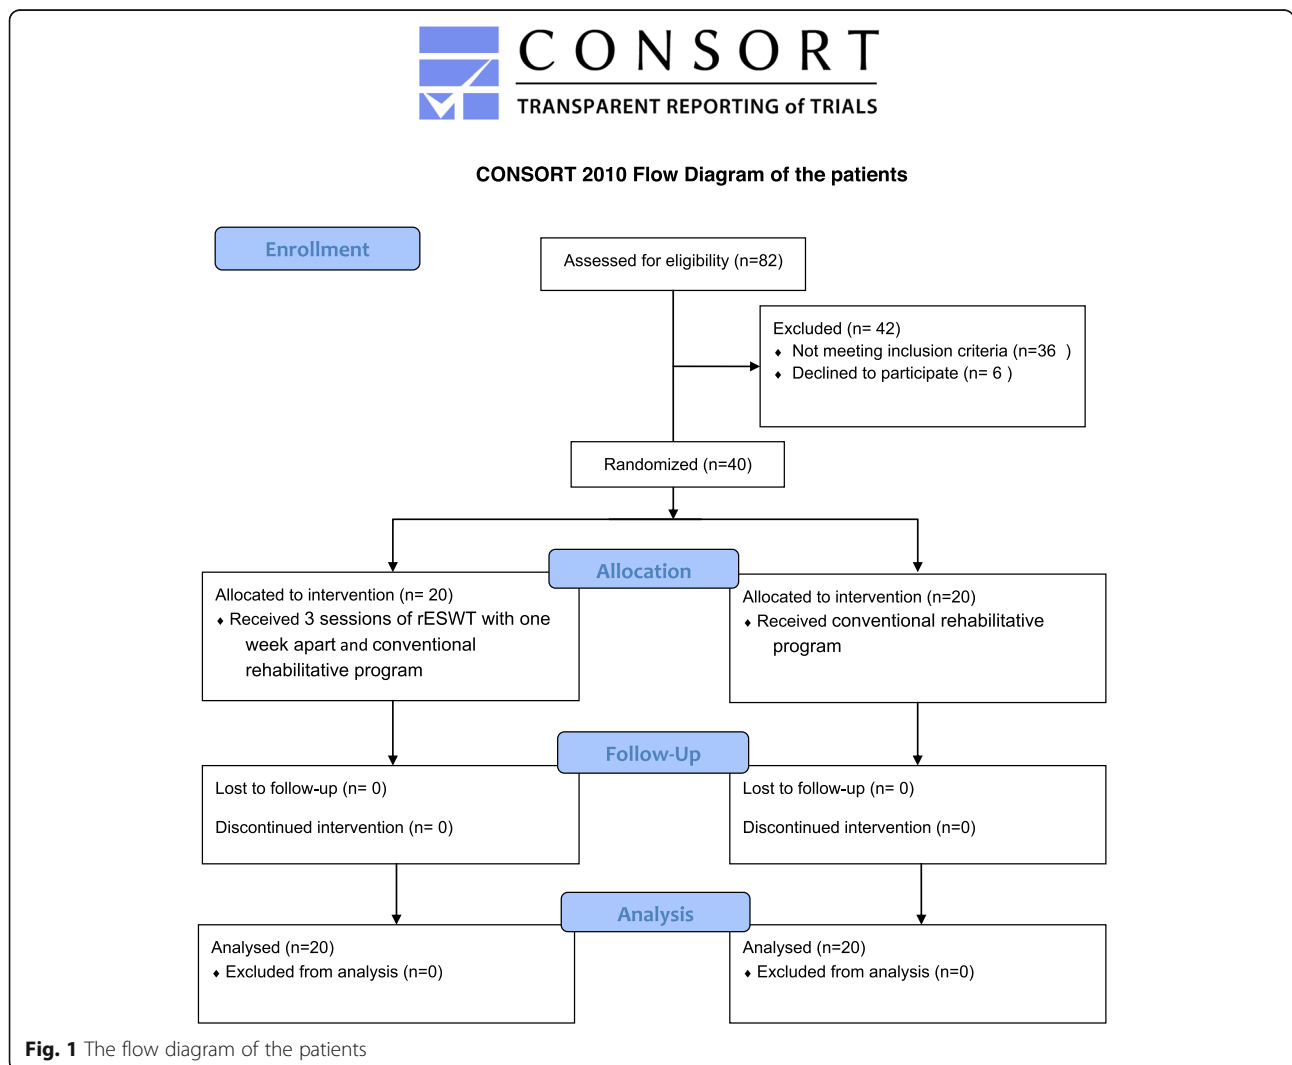 CONSORT
TRANSPARENT REPORTING of TRIALS
CONSORT 2010 Flow Diagram of the patients
Enrollment
Assessed for eligibility (n=82)
Excluded (n= 42)
♦ Not meeting inclusion criteria (n=36 )
♦ Declined to participate (n= 6 )
Randomized (n=40)
Allocation
Allocated to intervention (n= 20)
♦ Received 3 sessions of rESWT with one
week apart and conventional
rehabilitative program
Allocated to intervention (n=20)
♦ Received conventional rehabilitative
program
Follow-Up
Lost to follow-up (n= 0)
Discontinued intervention (n= 0)
Lost to follow-up (n= 0)
Discontinued intervention (n=0)
Analysis
Analysed (n=20)
♦ Excluded from analysis (n=0)
Analysed (n=20)
♦ Excluded from analysis (n=0)
Fig. 1 The flow diagram of the patients